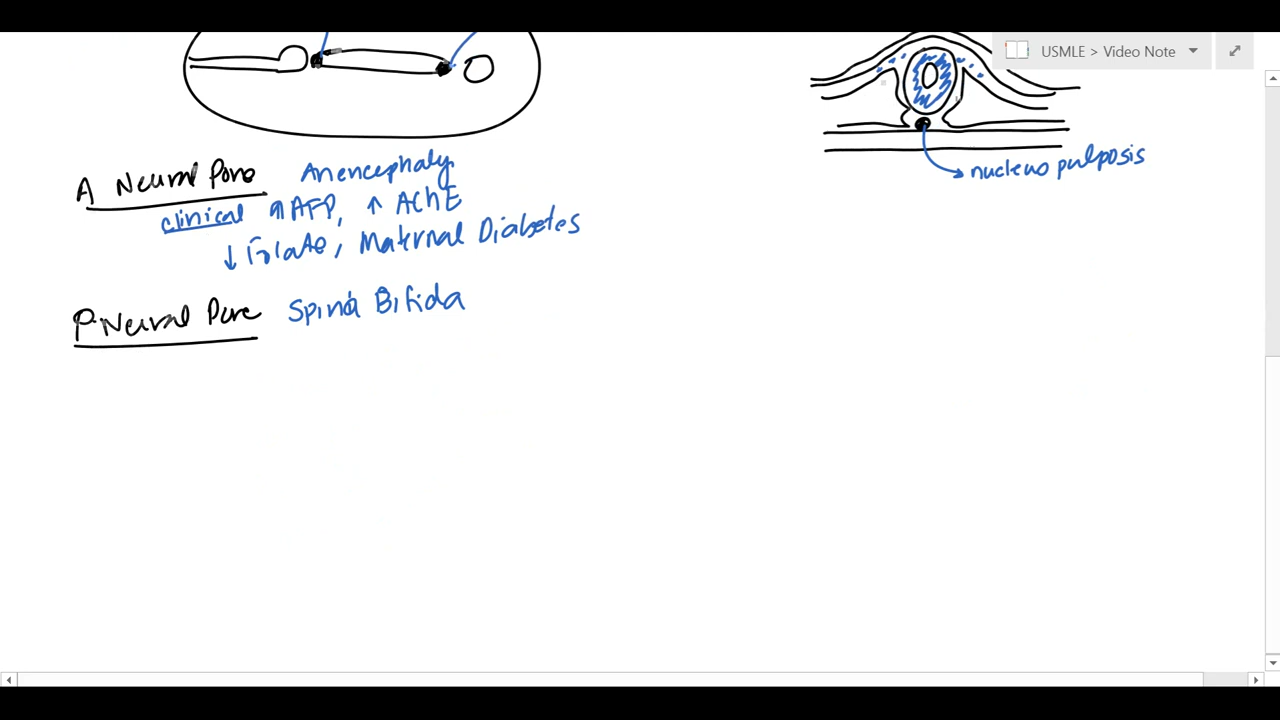 USMLE > Video Note
nucleus pulposis
A Neural Pore Anencephaly
clinical ↑ AFP, ↑ AChE
↓ Folate, Maternal Diabetes
P. Neural Pore Spina Bifida